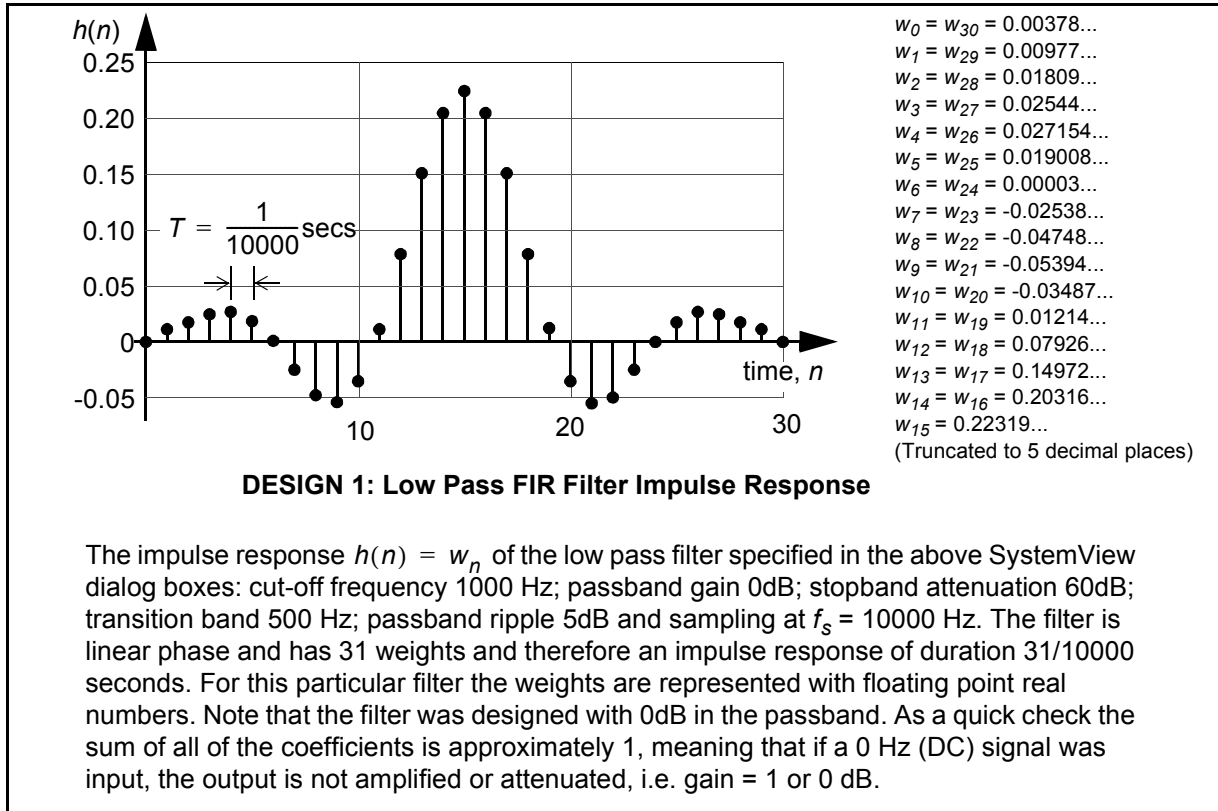 h(n)
0.25
0.20
0.15
0.10
0.05
0
-0.05
T = 1/10000 secs
time, n
10
20
30
w0 = w30 = 0.00378...
w1 = w29 = 0.00977...
w2 = w28 = 0.01809...
w3 = w27 = 0.02544...
w4 = w26 = 0.027154...
w5 = w25 = 0.019008...
w6 = w24 = 0.00003...
w7 = w23 = -0.02538...
w8 = w22 = -0.04748...
w9 = w21 = -0.05394...
w10 = w20 = -0.03487...
w11 = w19 = 0.01214...
w12 = w18 = 0.07926...
w13 = w17 = 0.14972...
w14 = w16 = 0.20316...
w15 = 0.22319...
(Truncated to 5 decimal places)
DESIGN 1: Low Pass FIR Filter Impulse Response
The impulse response h(n) = wn of the low pass filter specified in the above SystemView
dialog boxes: cut-off frequency 1000 Hz; passband gain 0dB; stopband attenuation 60dB;
transition band 500 Hz; passband ripple 5dB and sampling at fs = 10000 Hz. The filter is
linear phase and has 31 weights and therefore an impulse response of duration 31/10000
seconds. For this particular filter the weights are represented with floating point real
numbers. Note that the filter was designed with 0dB in the passband. As a quick check the
sum of all of the coefficients is approximately 1, meaning that if a 0 Hz (DC) signal was
input, the output is not amplified or attenuated, i.e. gain = 1 or 0 dB.